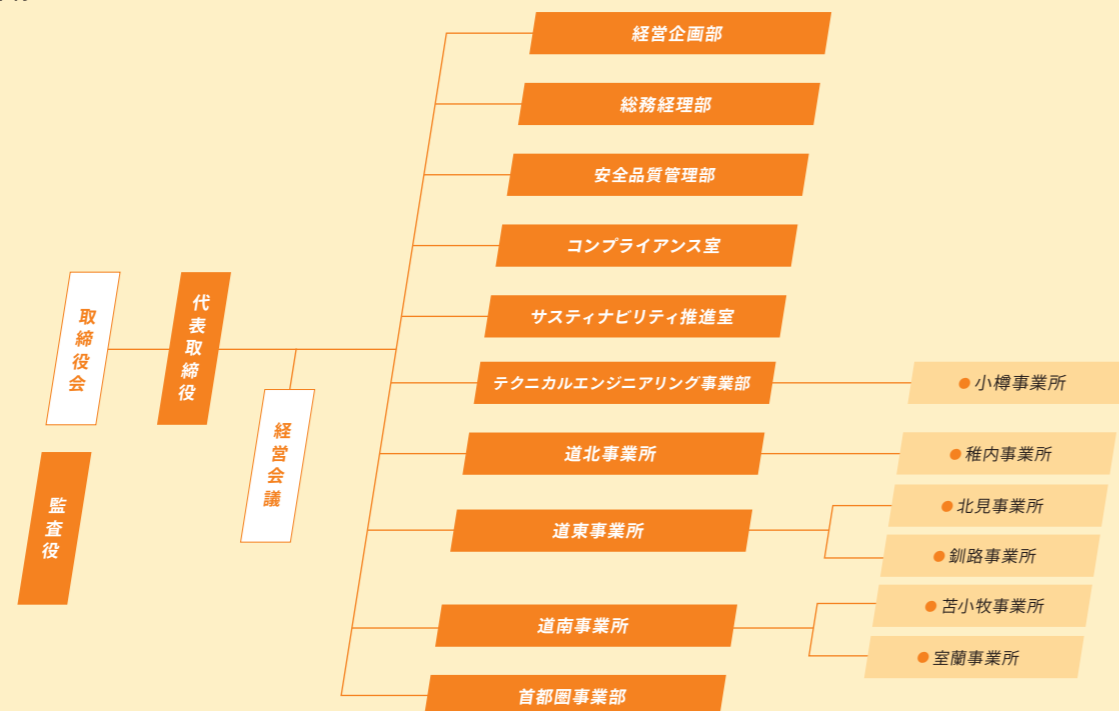 取締役会
代表取締役
監査役
経営会議
経営企画部
総務経理部
安全品質管理部
コンプライアンス室
サスティナビリティ推進室
テクニカルエンジニアリング事業部
●小樽事業所
道北事業所
●稚内事業所
道東事業所
●北見事業所
●釧路事業所
道南事業所
●苫小牧事業所
●室蘭事業所
首都圏事業部